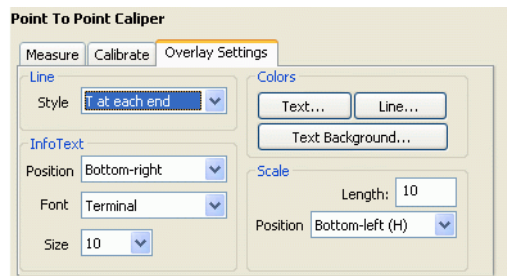 Point To Point Caliper
Measure Calibrate Overlay Settings
Line
Style T at each end
InfoText
Position Bottom-right
Font Terminal
Size 10
Colors
Text... Line...
Text Background...
Scale
Length: 10
Position Bottom-left (H)